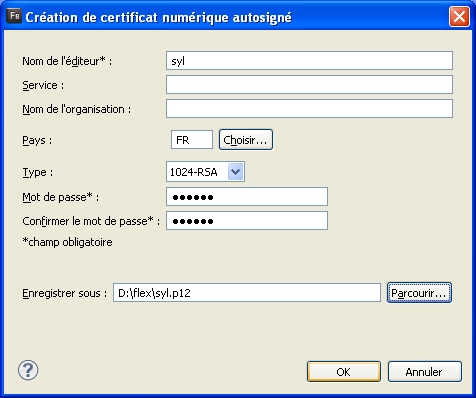 FB Création de certificat numérique autosigné
Nom de l'éditeur* : syl
Service :
Nom de l'organisation :
Pays : FR Choisir...
Type : 1024-RSA
Mot de passe* : ●●●●●●
Confirmer le mot de passe* : ●●●●●●
*champ obligatoire
Enregistrer sous : D:\flex\syl.p12 Parcourir...
? OK Annuler